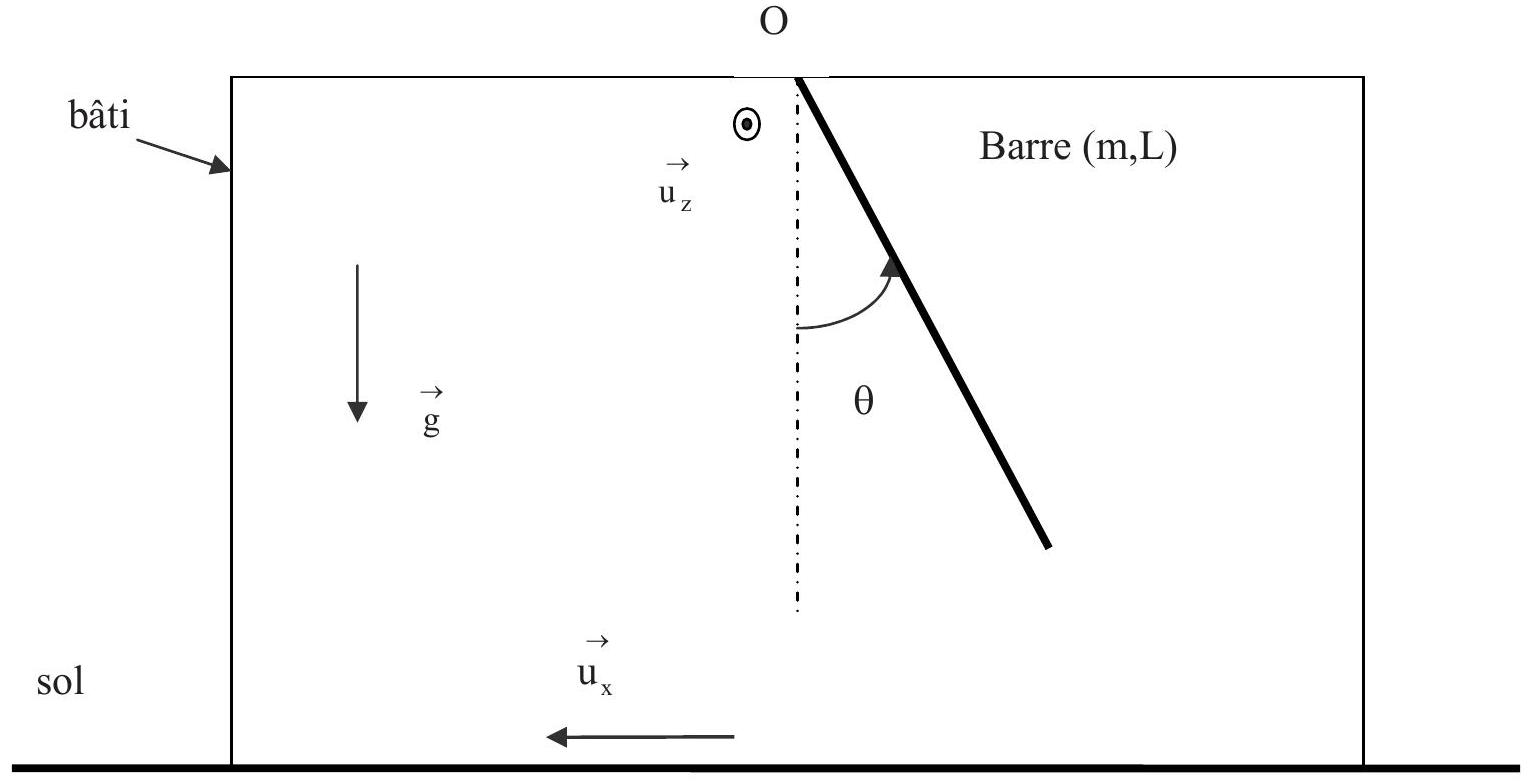 O
bâti
Barre (m,L)
→
u z
→
g
θ
→
u x
sol